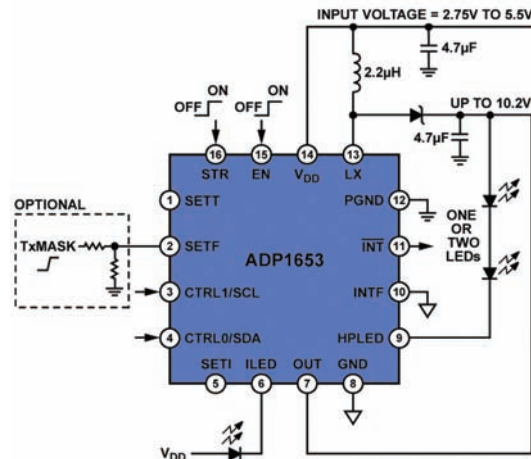 INPUT VOLTAGE = 2.75V TO 5.5V
4.7µF
2.2µH
ON
OFF
ON
OFF
UP TO 10.2V
4.7µF
16
15
14
13
STR
EN
VDD
LX
1
SETT
PGND
12
OPTIONAL
TxMASK
2
SETF
INT
11
ONE
OR
TWO
LEDs
ADP1653
3
CTRL1/SCL
INTF
10
4
CTRL0/SDA
HPLED
9
SETI
ILED
OUT
GND
5
6
7
8
VDD